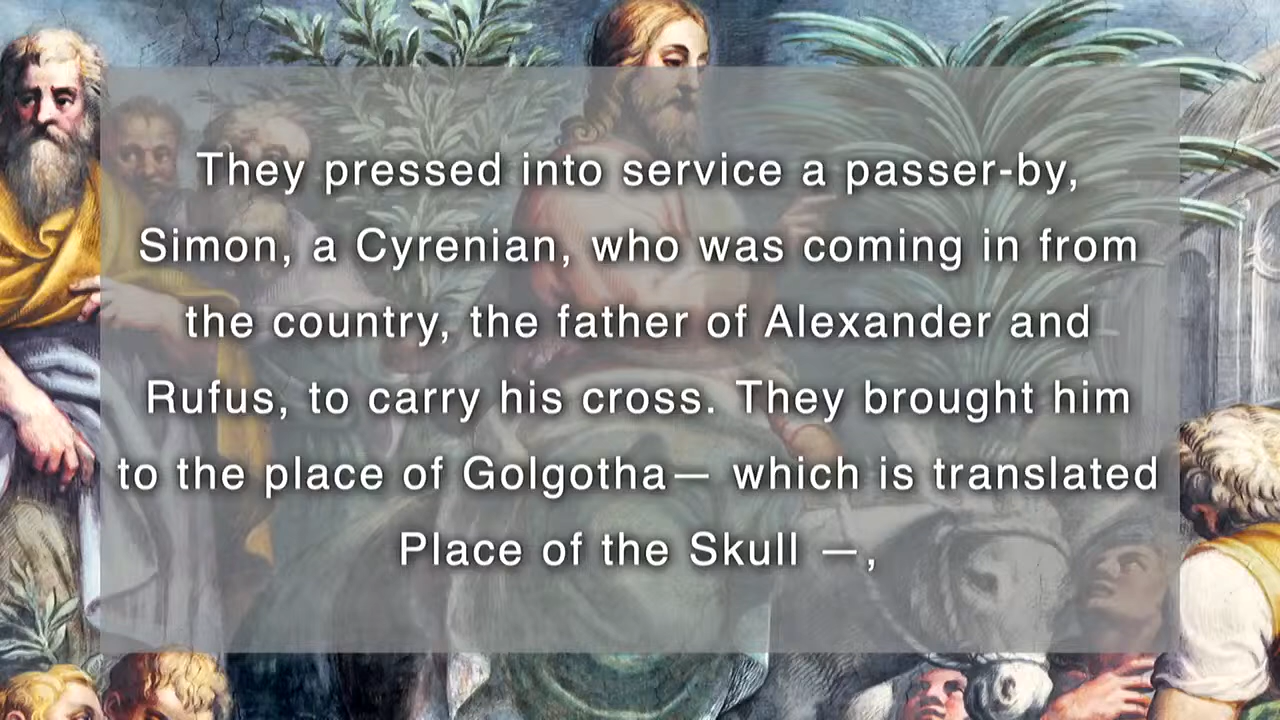 They pressed into service a passer-by,
Simon, a Cyrenian, who was coming in from
the country, the father of Alexander and
Rufus, to carry his cross. They brought him
to the place of Golgotha— which is translated
Place of the Skull —,